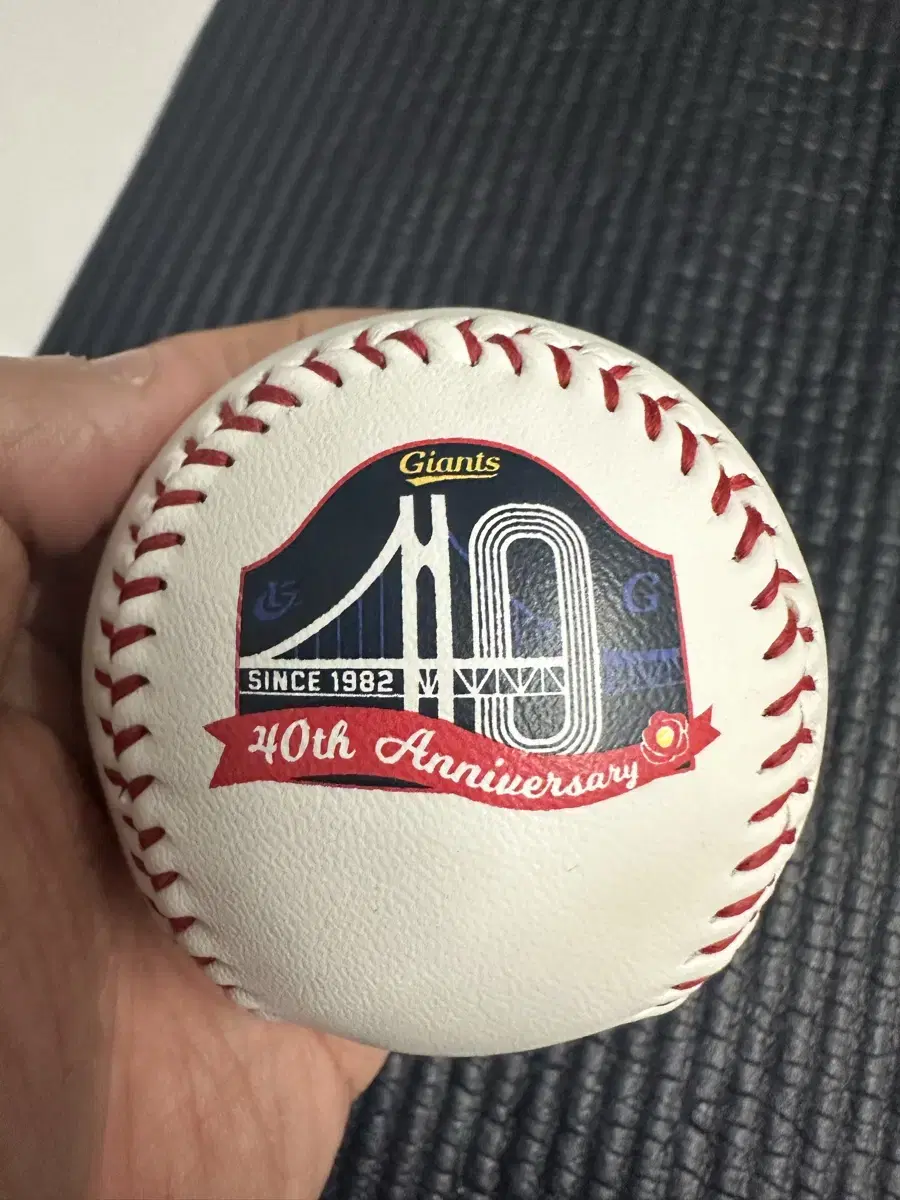 Giants
G
SINCE 1982
40th Anniversary